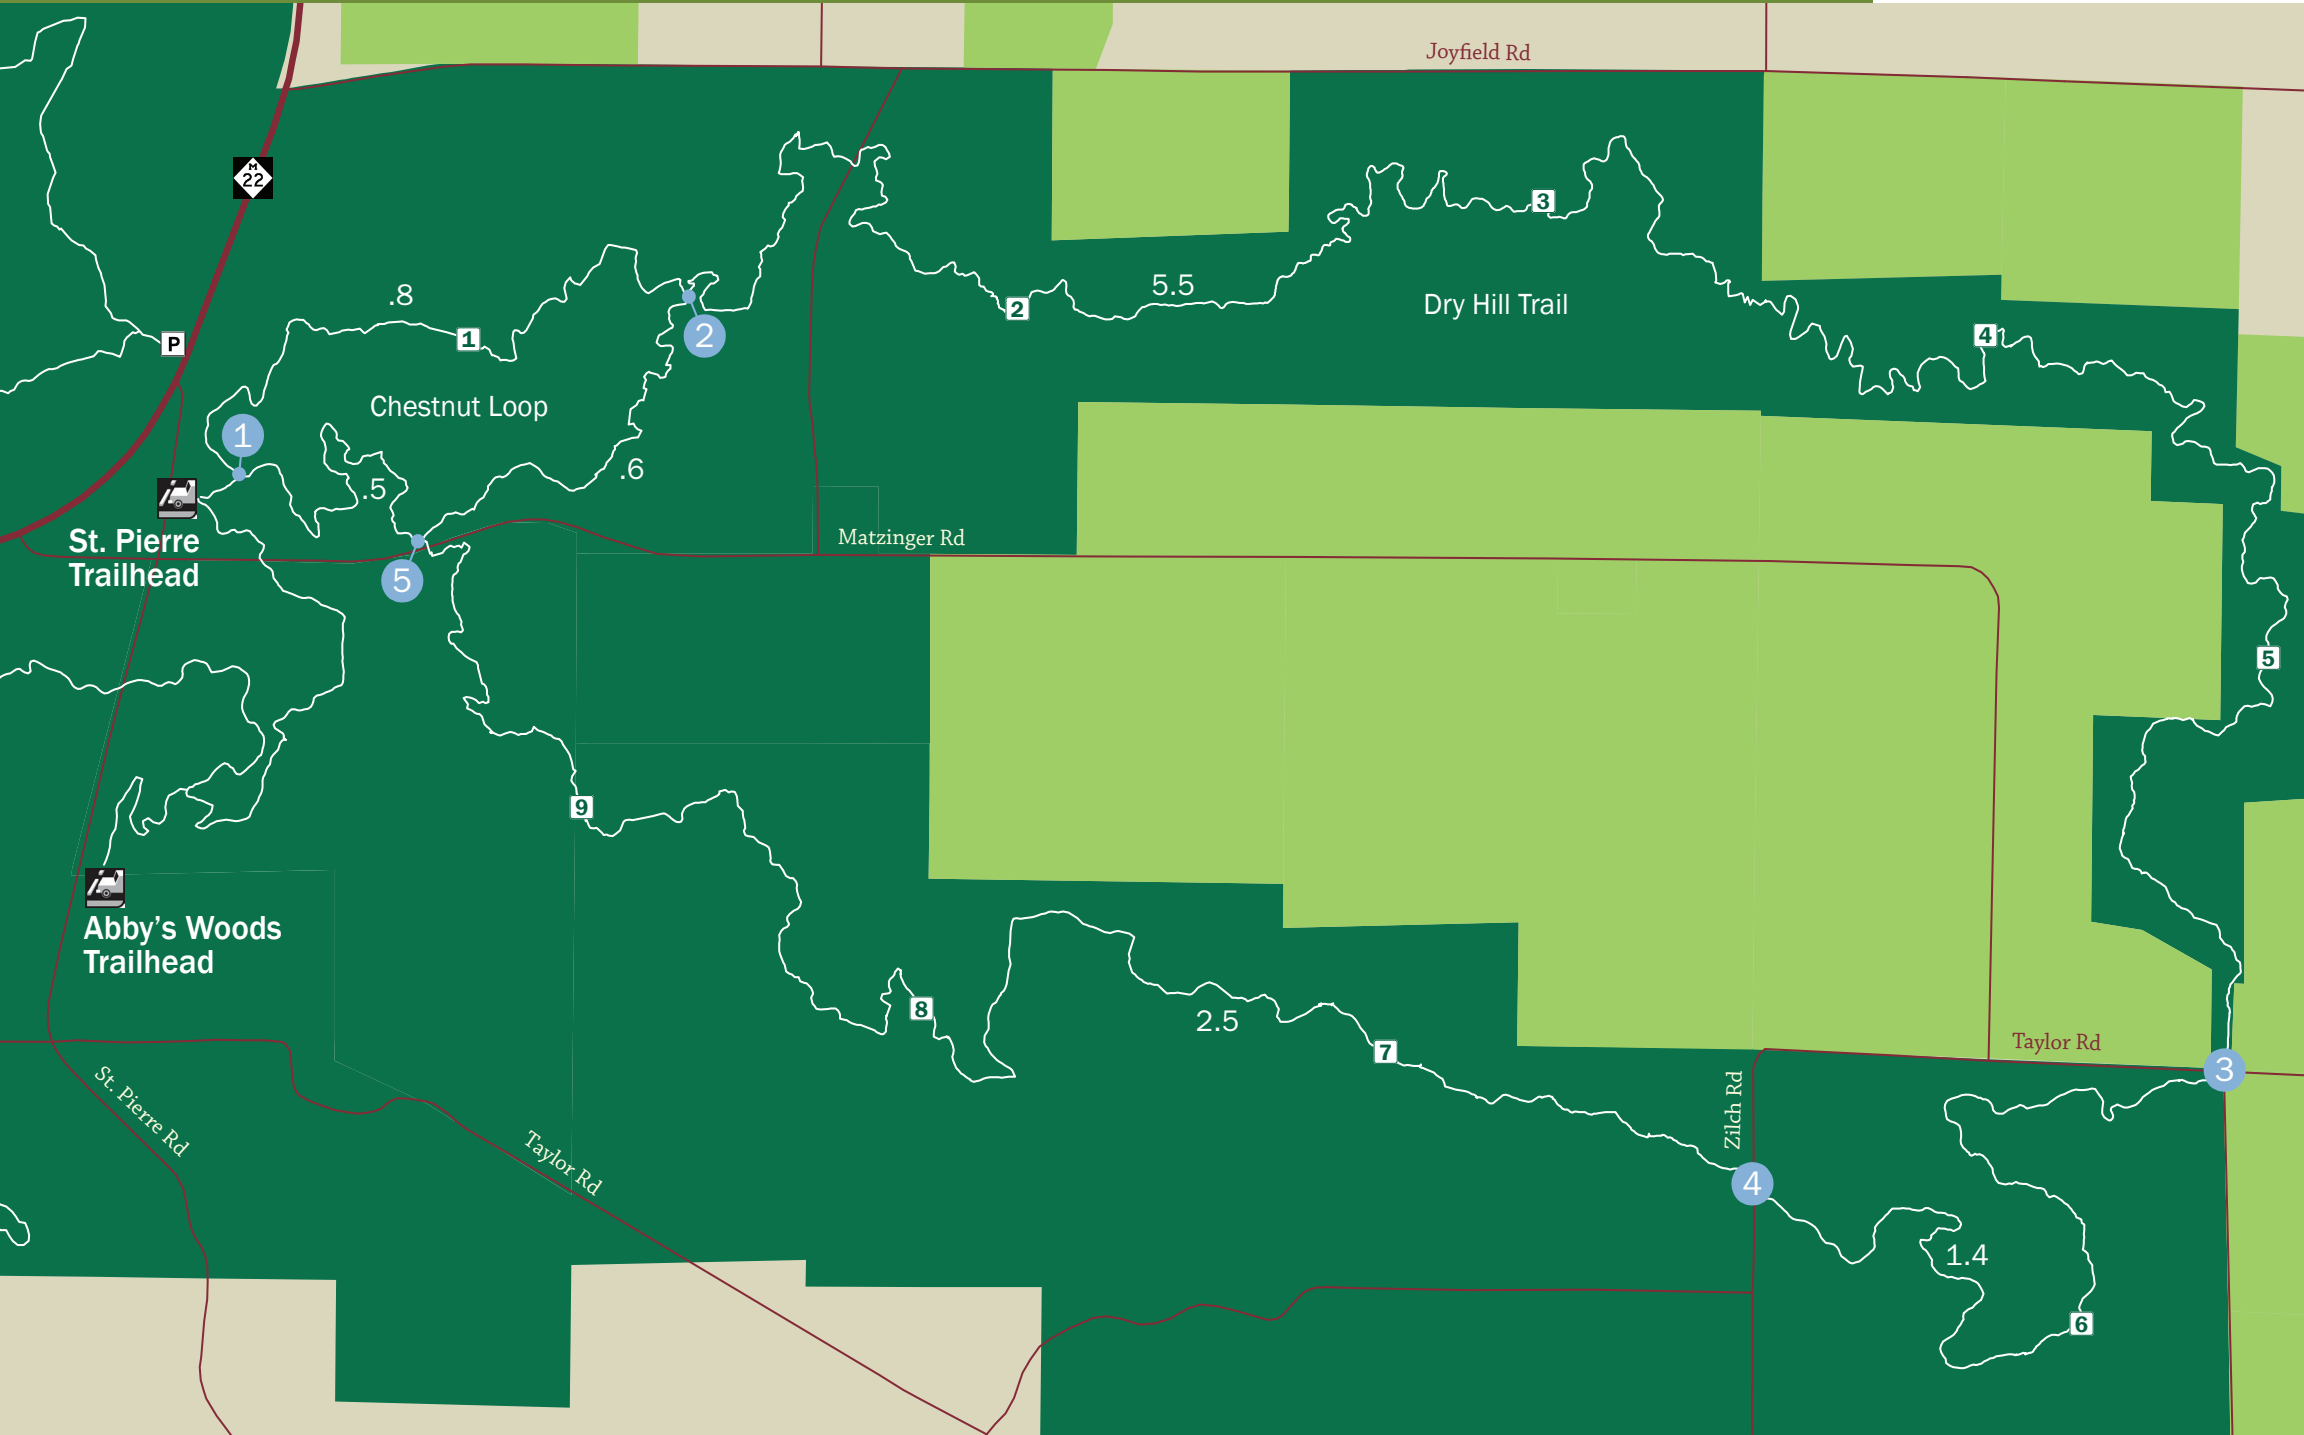 Joyfield Rd
M
22
3
.8
5.5
2
Dry Hill Trail
1
2
4
P
Chestnut Loop
1
.5
.6
St. Pierre
Trailhead
Matzinger Rd
5
5
9
Abby's Woods
Trailhead
8
2.5
7
Taylor Rd
3
St. Pierre Rd
Taylor Rd
Zilch Rd
4
1.4
6